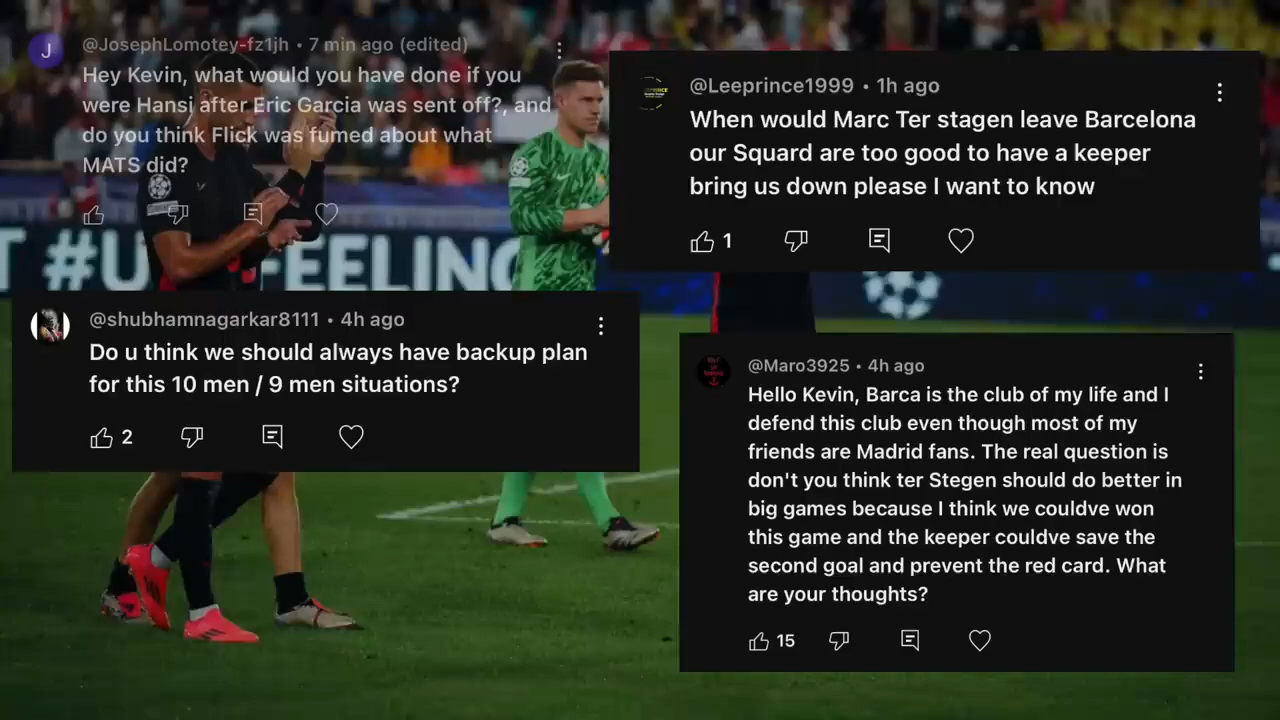 @JosephLomotey-fz1jh • 7 min ago (edited)
Hey Kevin, what would you have done if you
were Hansi after Eric Garcia was sent off?, and
do you think Flick was fumed about what
MATS did?
@Leeprince1999 • 1h ago
When would Marc Ter stagen leave Barcelona
our Squard are too good to have a keeper
bring us down please I want to know
1
#U FEELING
@shubhamnagarkar8111 • 4h ago
Do u think we should always have backup plan
for this 10 men / 9 men situations?
2
@Maro3925 • 4h ago
Hello Kevin, Barca is the club of my life and I
defend this club even though most of my
friends are Madrid fans. The real question is
don't you think ter Stegen should do better in
big games because I think we couldve won
this game and the keeper couldve save the
second goal and prevent the red card. What
are your thoughts?
15